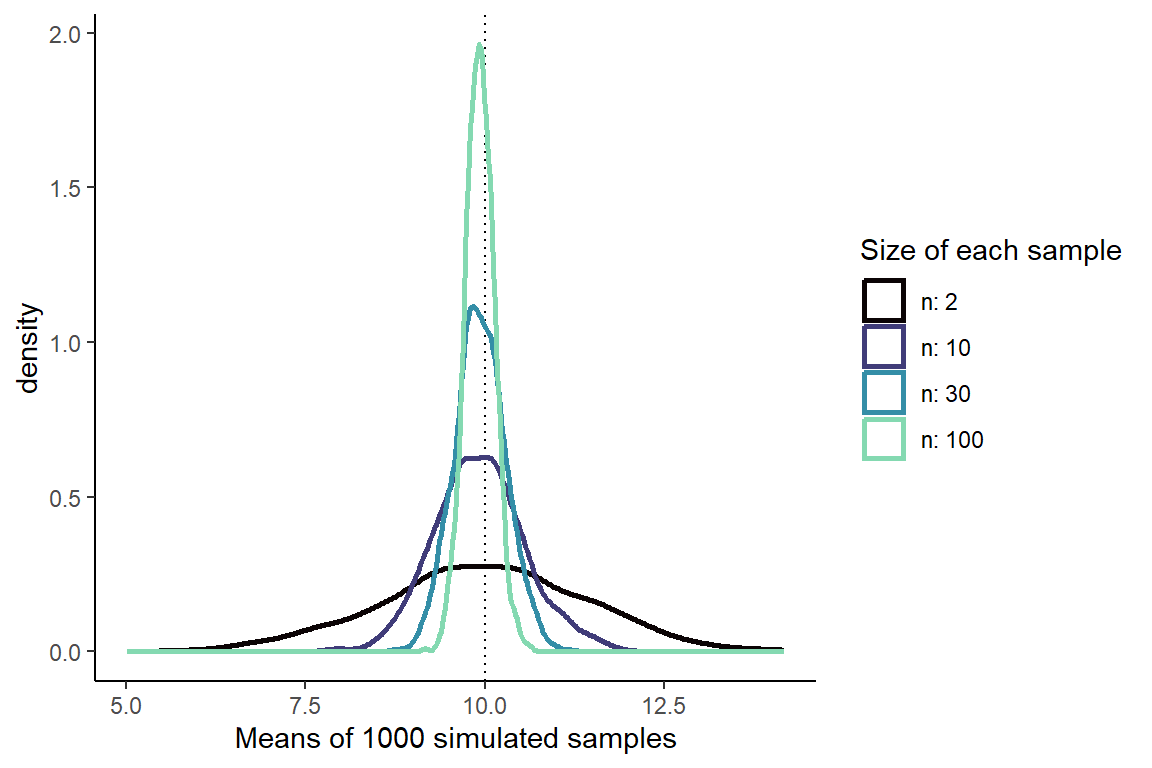 2.0
1.5
1.0
0.5
0.0
density
5.0 7.5 10.0 12.5
Means of 1000 simulated samples
Size of each sample
n: 2
n: 10
n: 30
n: 100